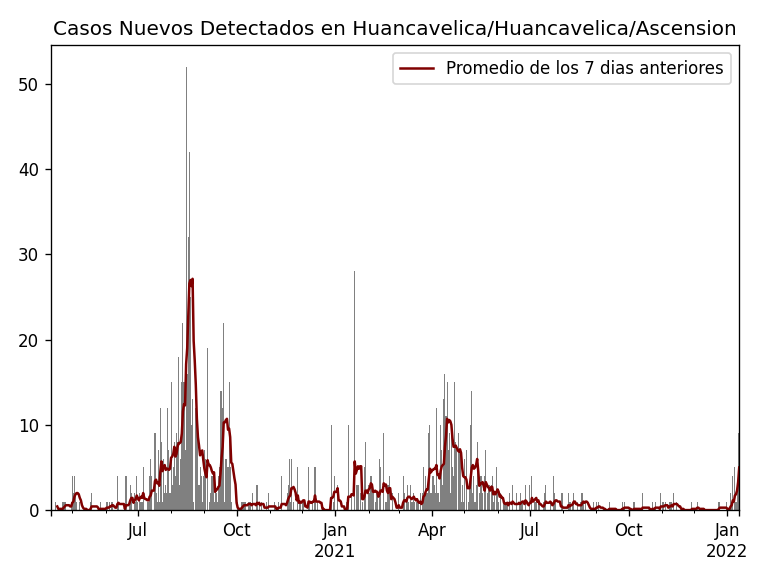 Casos Nuevos Detectados en Huancavelica/Huancavelica/Ascension
Promedio de los 7 dias anteriores
50
40
30
20
10
0
Jul
Oct
Jan
2021
Apr
Jul
Oct
Jan
2022